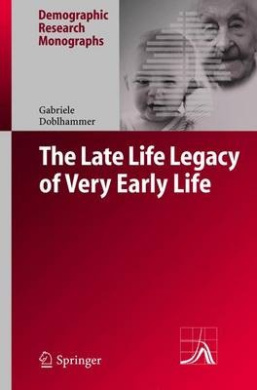 Demographic
Research
Monographs
Gabriele
Doblhammer
The Late Life Legacy
of Very Early Life
Springer